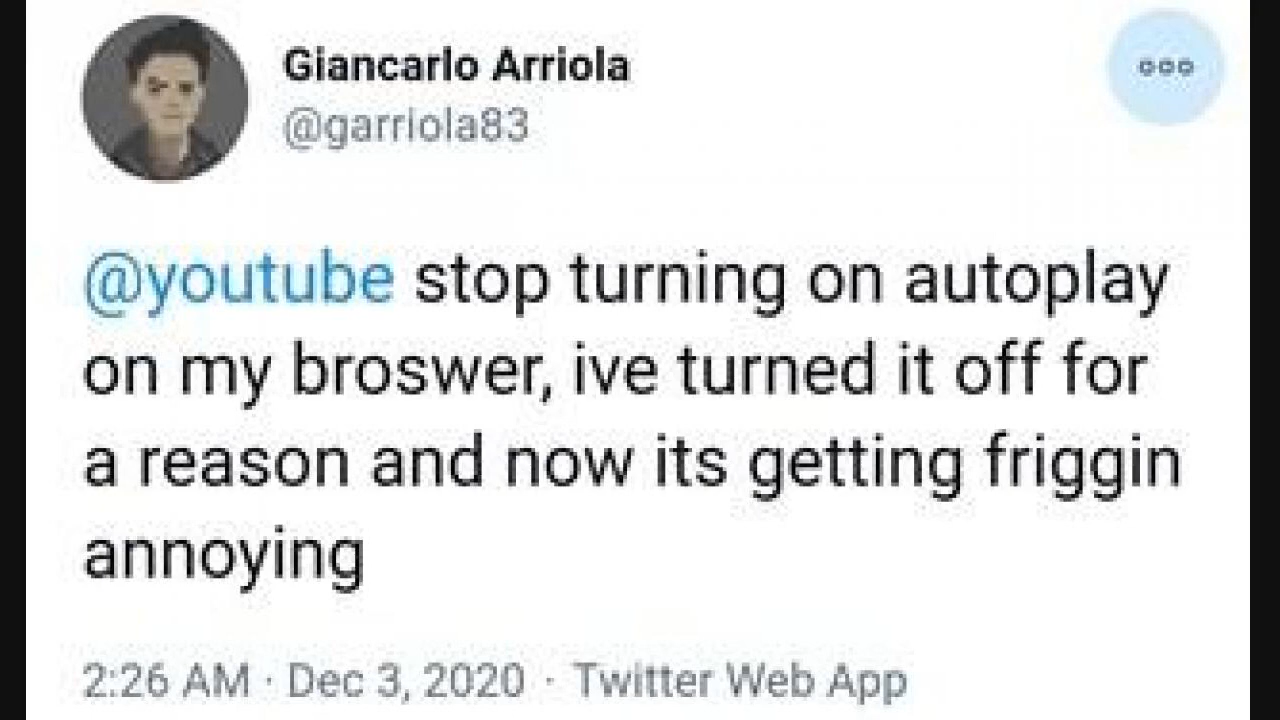 Giancarlo Arriola
@garriola83
@youtube stop turning on autoplay
on my broswer, ive turned it off for
a reason and now its getting friggin
annoying
2:26 AM · Dec 3, 2020 · Twitter Web App